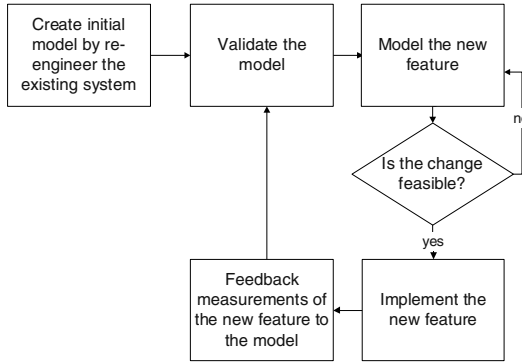 Create initial
model by re-
engineer the
existing system
Validate the
model
Model the new
feature
Is the change
feasible?
yes
Implement the
new feature
Feedback
measurements of
the new feature to
the model